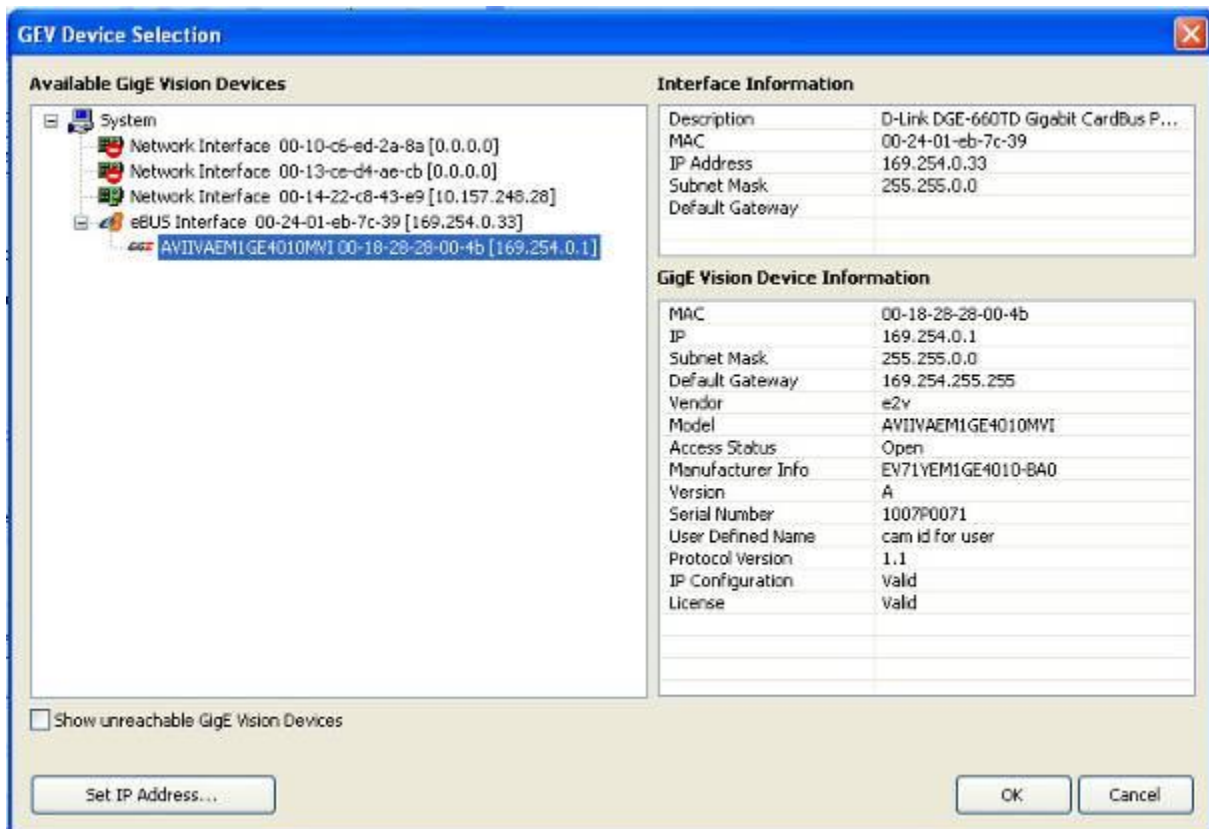 GEV Device Selection
Available GigE Vision Devices
System
Network Interface 00-10-c6-ed-2a-8a [0.0.0.0]
Network Interface 00-13-ce-d4-ae-cb [0.0.0.0]
Network Interface 00-14-22-c8-43-e9 [10.157.248.28]
eBUS Interface 00-24-01-eb-7c-39 [169.254.0.33]
AVIIVAEM1GE4010MVI 00-18-28-28-00-4b [169.254.0.1]
Show unreachable GigE Vision Devices
Set IP Address...
Interface Information
Description D-Link DGE-660TD Gigabit CardBus P...
MAC 00-24-01-eb-7c-39
IP Address 169.254.0.33
Subnet Mask 255.255.0.0
Default Gateway
GigE Vision Device Information
MAC 00-18-28-28-00-4b
IP 169.254.0.1
Subnet Mask 255.255.0.0
Default Gateway 169.254.255.255
Vendor e2v
Model AVIIVAEM1GE4010MVI
Access Status Open
Manufacturer Info EV71YEM1GE4010-BA0
Version A
Serial Number 1007P0071
User Defined Name cam id for user
Protocol Version 1.1
IP Configuration Valid
License Valid
OK Cancel